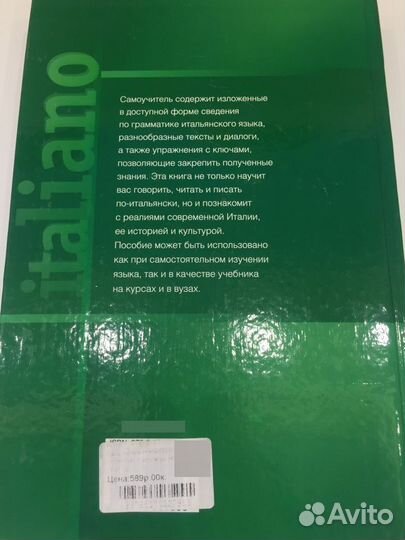 italiano
Самоучитель содержит изложенные
в доступной форме сведения
по грамматике итальянского языка,
разнообразные тексты и диалоги,
а также упражнения с ключами,
позволяющие закрепить полученные
знания. Эта книга не только научит
вас говорить, читать и писать
по-итальянски, но и познакомит
с реалиями современной Италии,
ее историей и культурой.
Пособие может быть использовано
как при самостоятельном изучении
языка, так и в качестве учебника
на курсах и в вузах.
Цена:589р.00к.
Avito